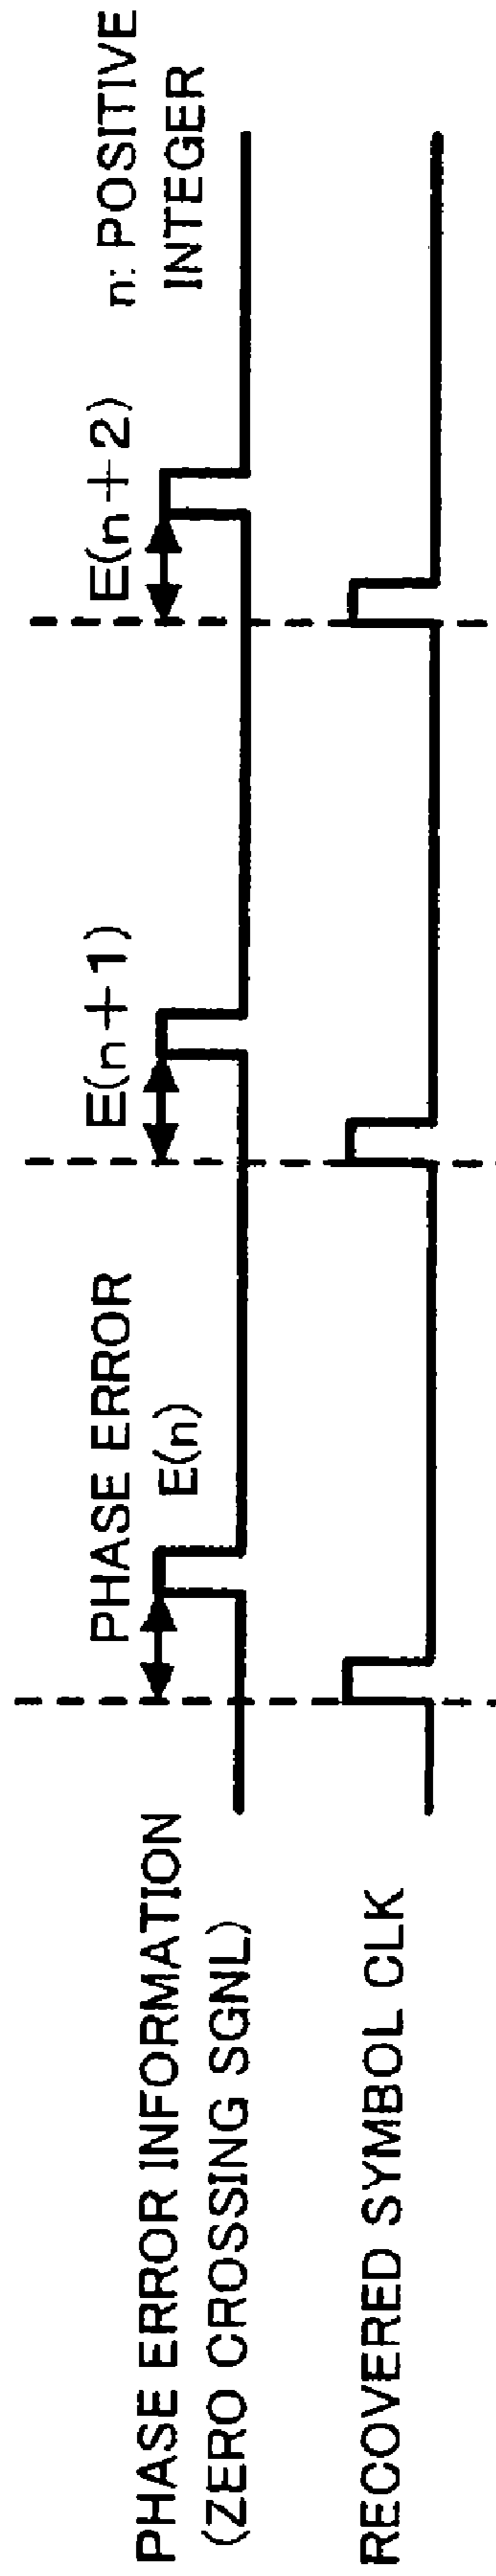 PHASE ERROR
E(n)
E(n+1)
E(n+2)
n: POSITIVE
INTEGER
PHASE ERROR INFORMATION
(ZERO CROSSING SGNL)
RECOVERED SYMBOL CLK